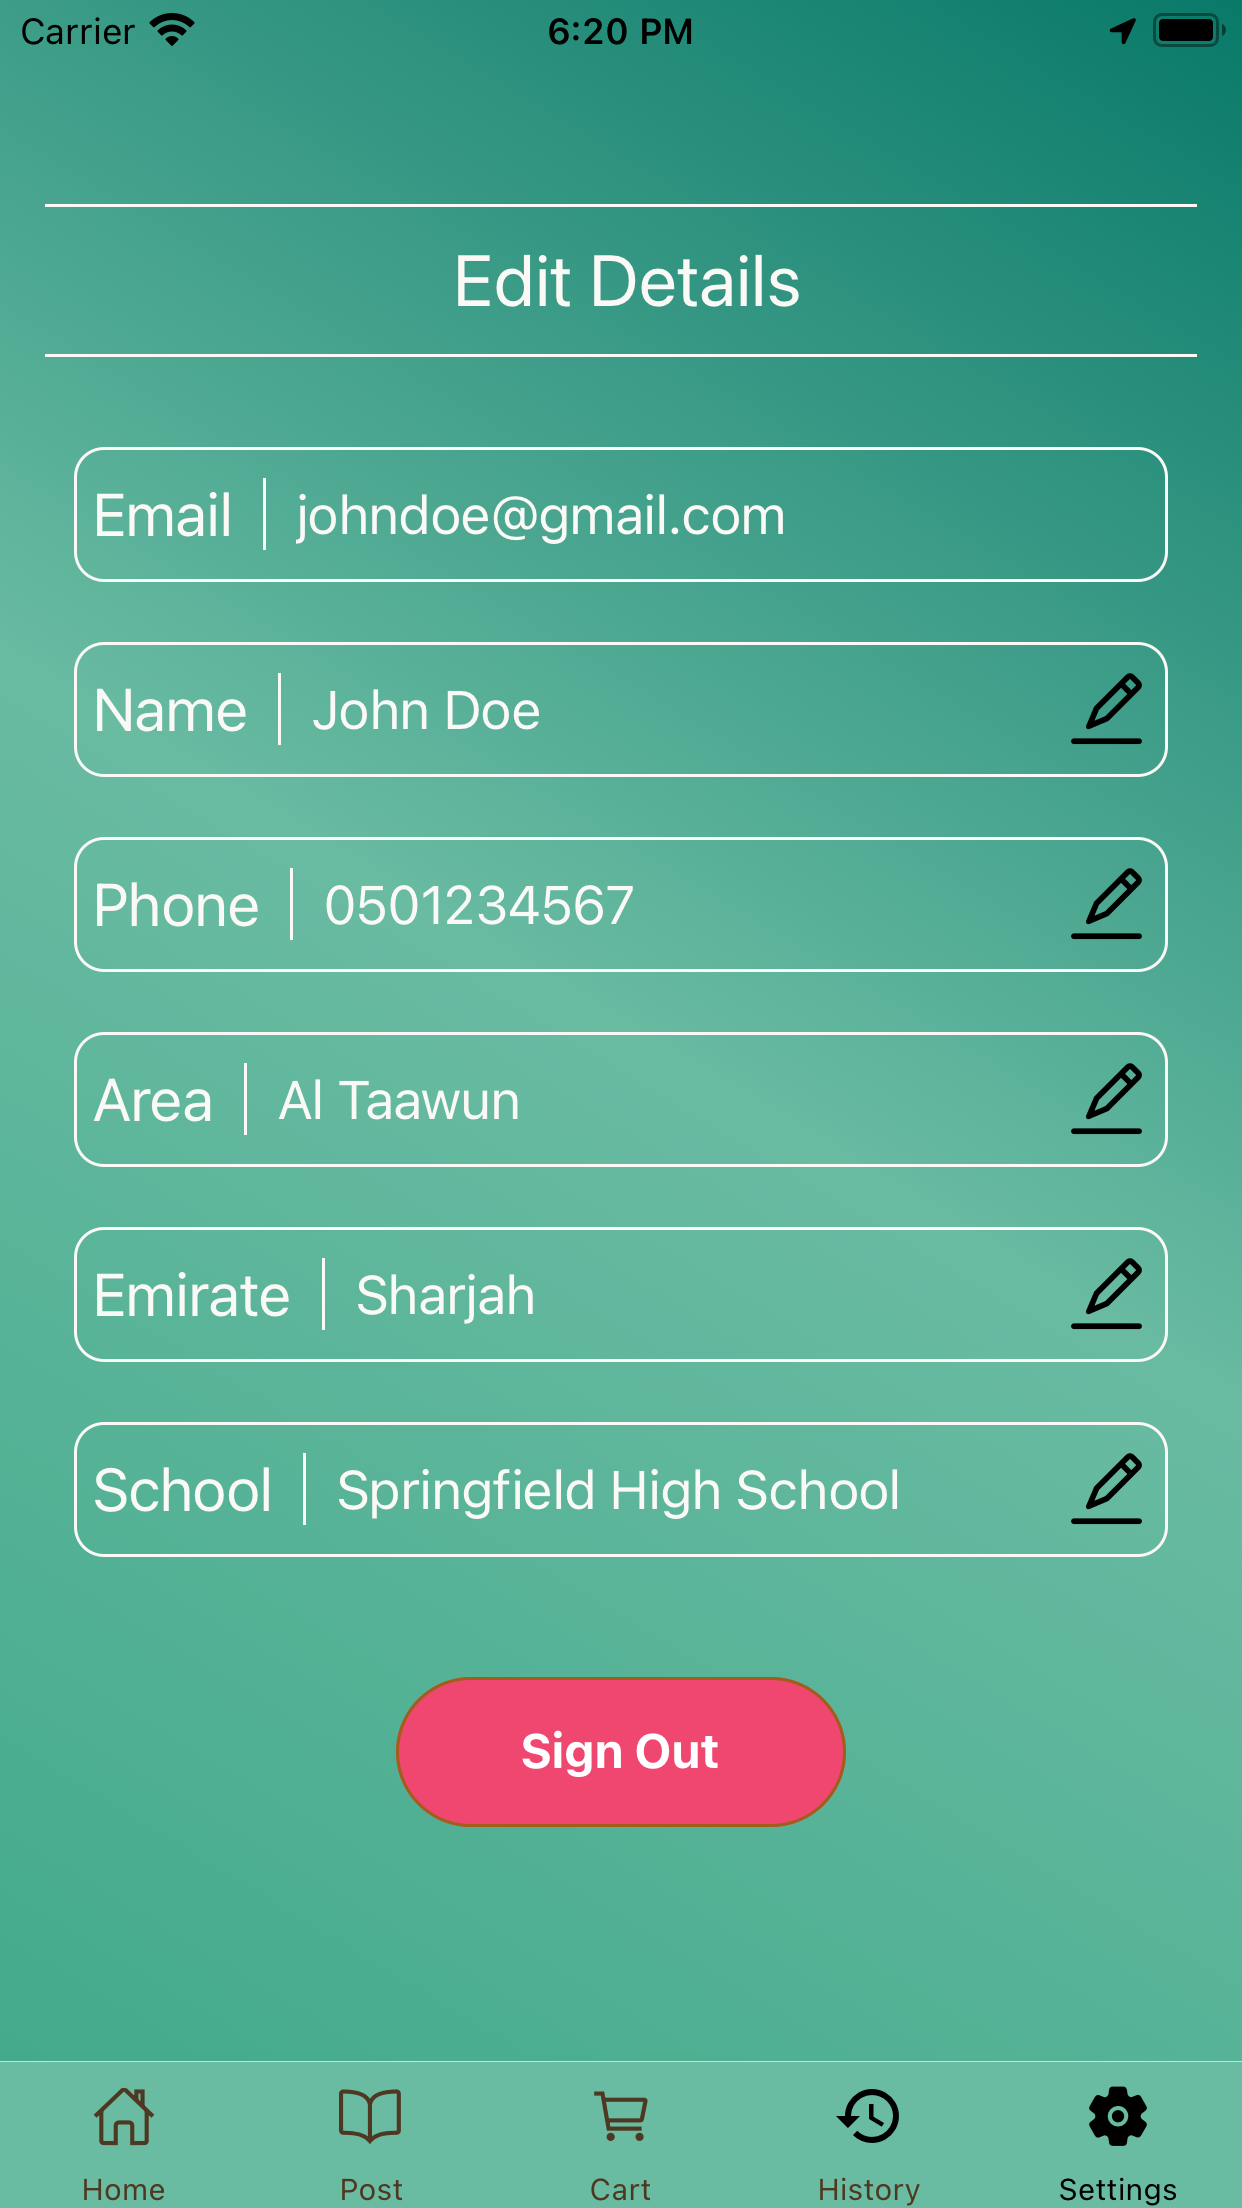 Carrier 6:20 PM
Edit Details
Email johndoe@gmail.com
Name John Doe
Phone 0501234567
Area Al Taawun
Emirate Sharjah
School Springfield High School
Sign Out
Home Post Cart History Settings